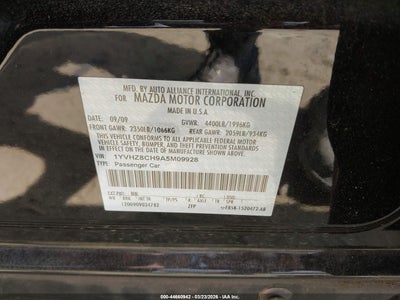 MFD. BY AUTO ALLIANCE INTERNATIONAL, INC.
FOR MAZDA MOTOR CORPORATION
MADE IN U.S.A.
09/09 GVWR: 4400LB/1996KG
FRONT GAWR: 2350LB/1066KG REAR GAWR: 2059LB/934KG
THIS VEHICLE CONFORMS TO ALL APPLICABLE FEDERAL MOTOR
VEHICLE SAFETY, BUMPER, AND THEFT PREVENTION STANDARDS
IN EFFECT ON THE DATE OF MANUFACTURE SHOWN ABOVE.
VIN: 1YVHZ8CH9A5M09928
TYPE: Passenger Car
EXT PNT:
000-44660942 03/23/2026 IAA